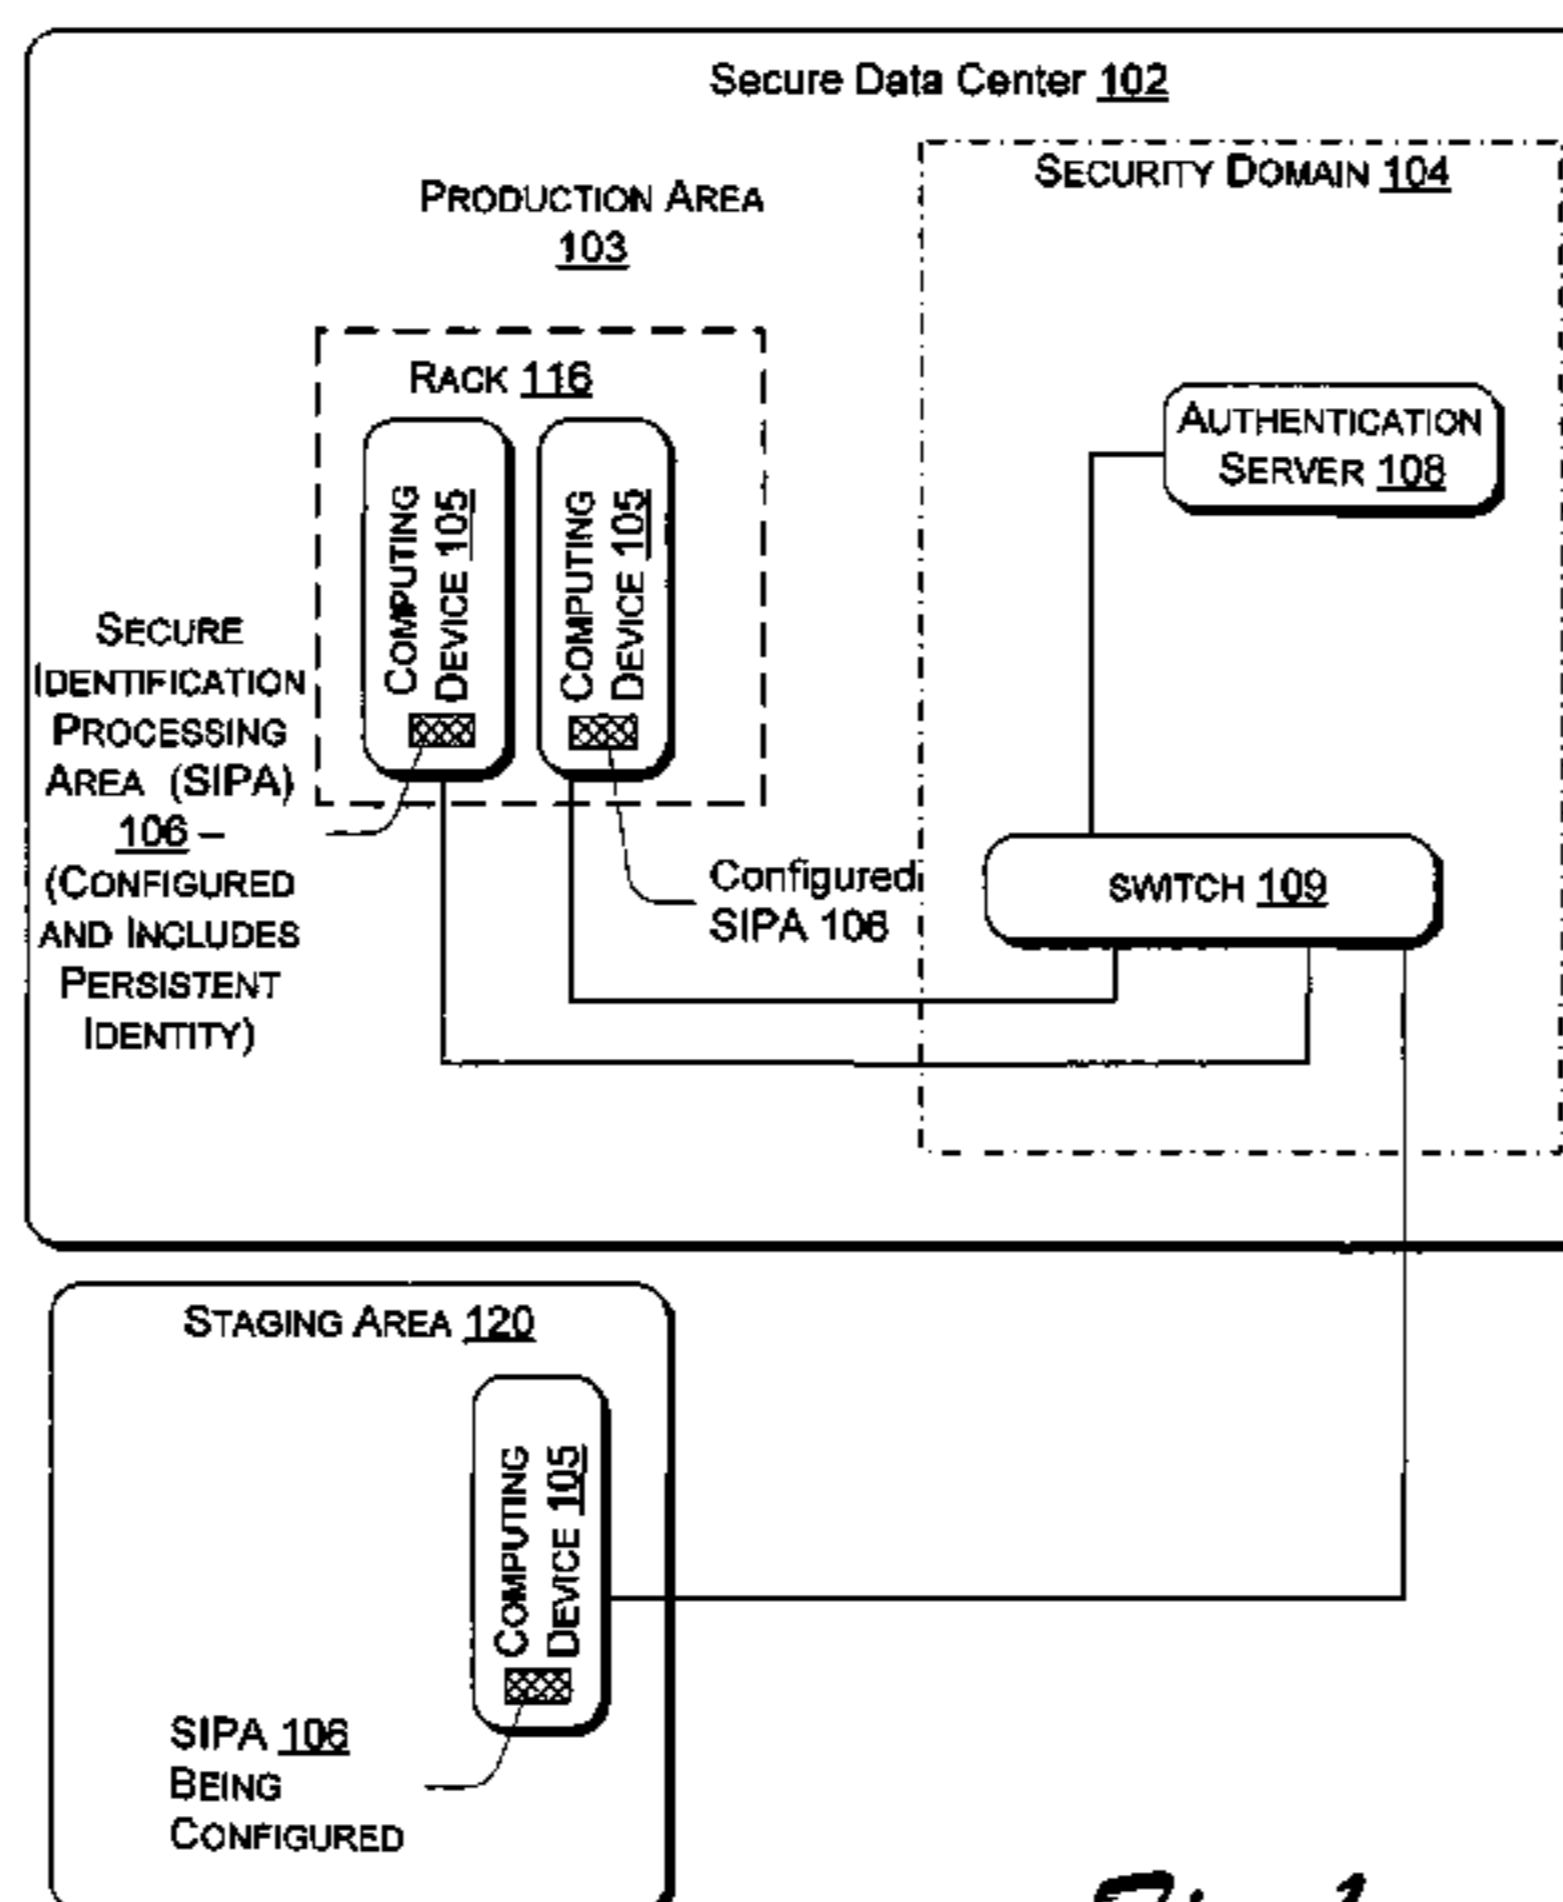 Secure Data Center 102
SECURITY DOMAIN 104
PRODUCTION AREA
103
RACK 116
COMPUTING
DEVICE 105
COMPUTING
DEVICE 105
AUTHENTICATION
SERVER 108
SECURE
IDENTIFICATION
PROCESSING
AREA (SIPA)
106 –
(CONFIGURED
AND INCLUDES
PERSISTENT
IDENTITY)
Configured
SIPA 106
SWITCH 109
STAGING AREA 120
COMPUTING
DEVICE 105
SIPA 106
BEING
CONFIGURED